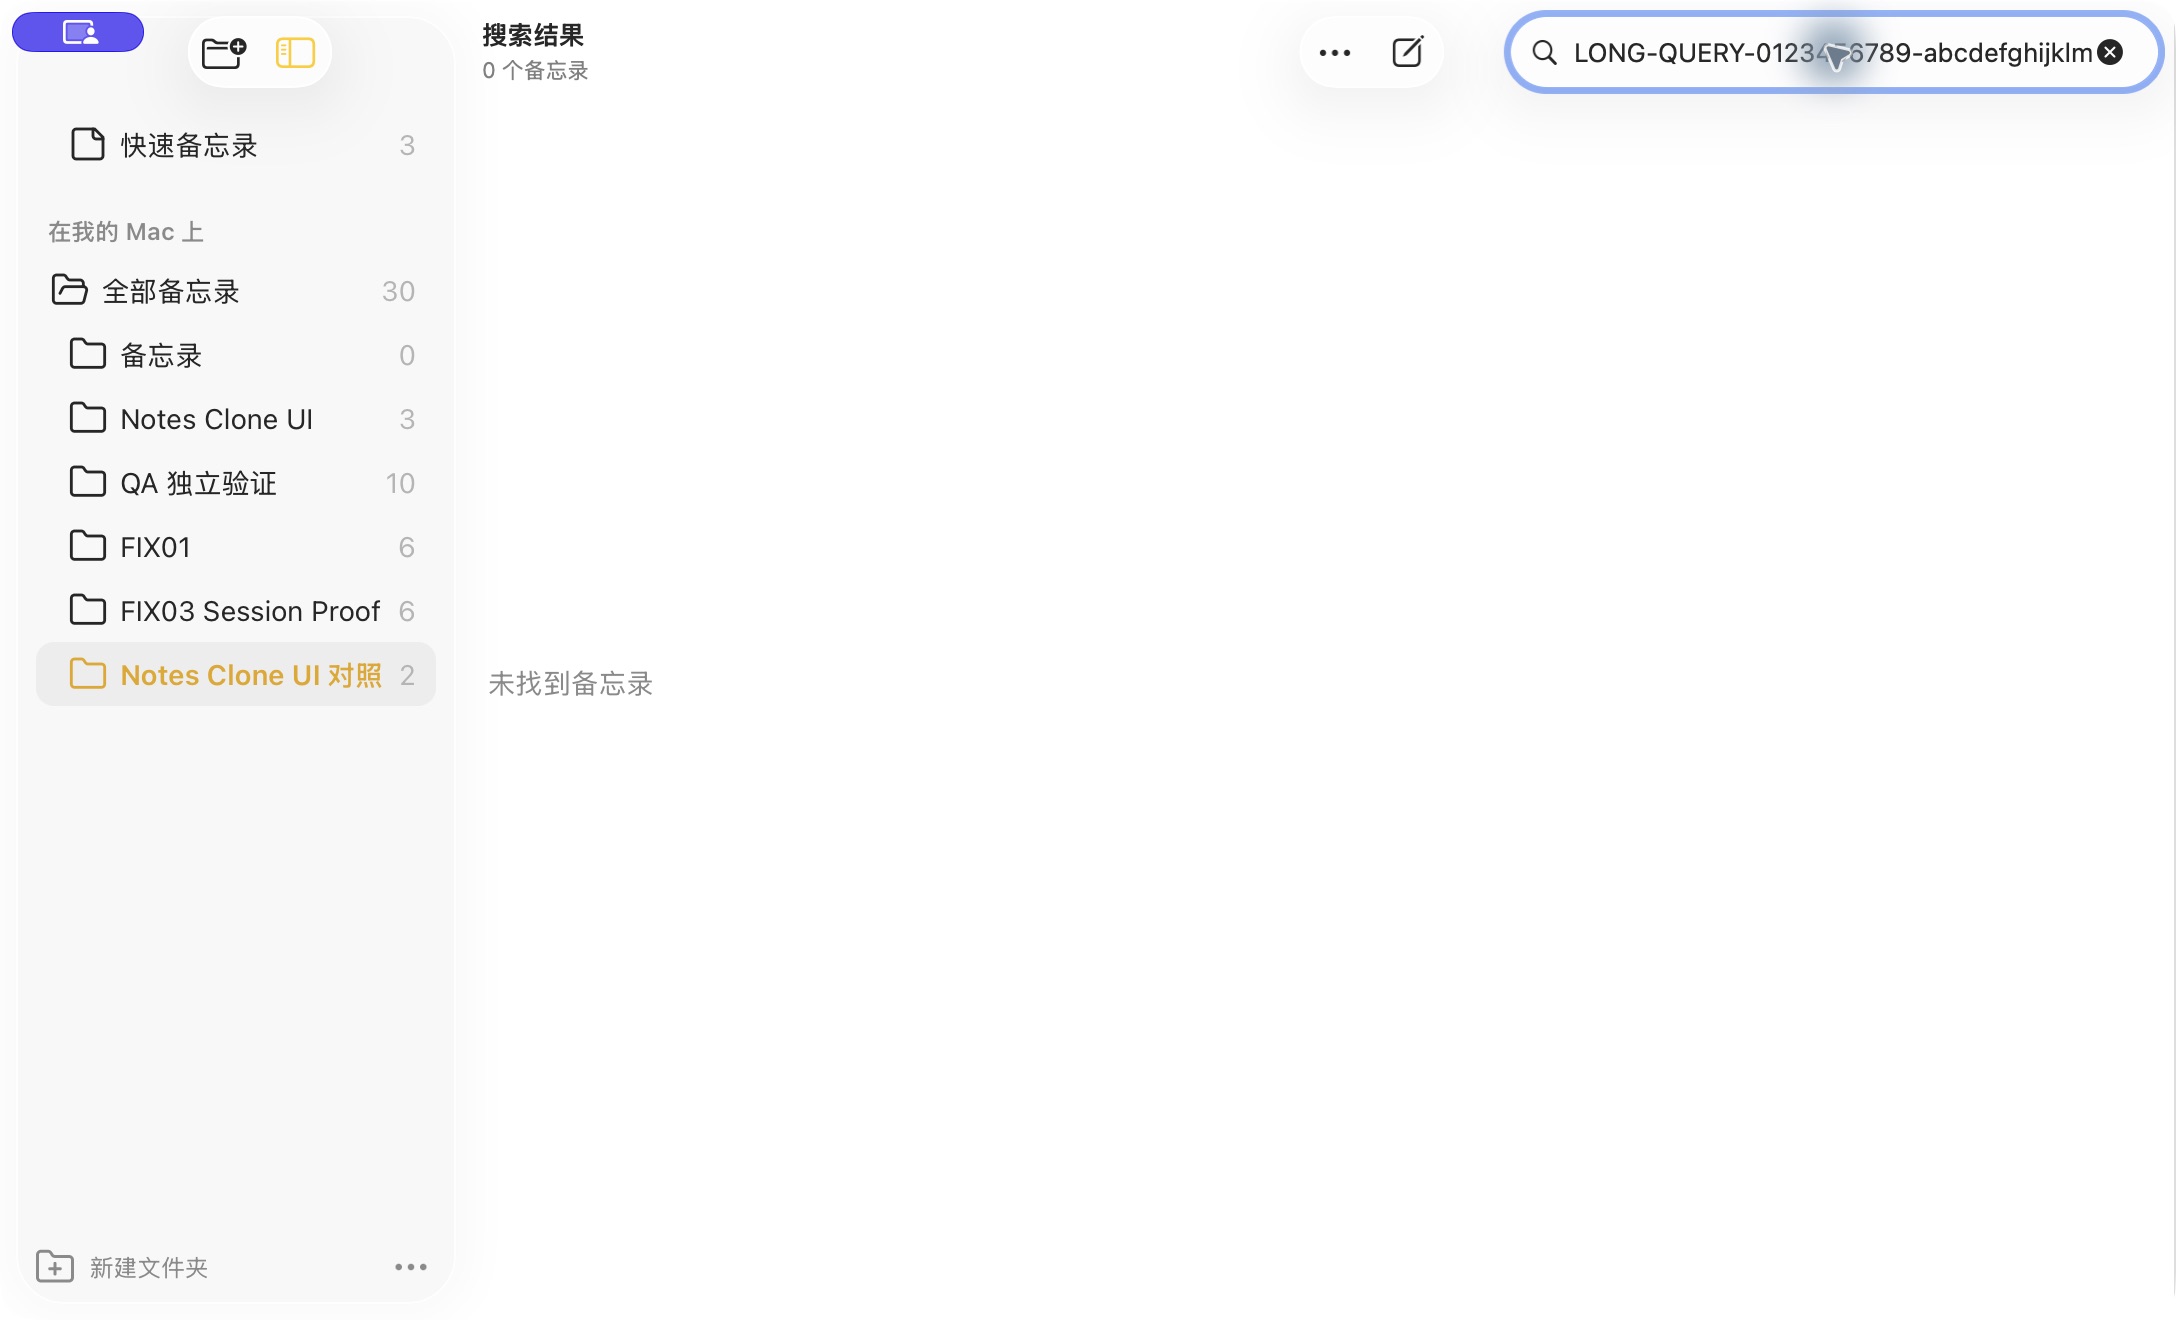 搜索结果
0 个备忘录
LONG-QUERY-0123456789-abcdefghijklm
快速备忘录 3
在我的 Mac 上
全部备忘录 30
备忘录 0
Notes Clone UI 3
QA 独立验证 10
FIX01 6
FIX03 Session Proof 6
Notes Clone UI 对照 2
未找到备忘录
新建文件夹